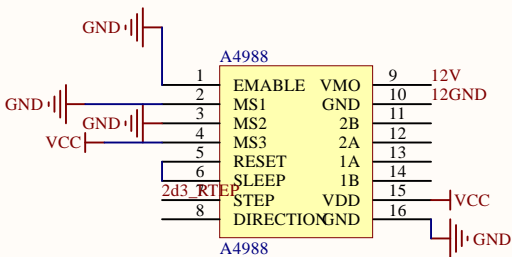 GND
A4988
1 EMABLE VMO 9 12V
GND 2 MS1 GND 10 12GND
GND 3 MS2 2B 11
VCC 4 MS3 2A 12
5 RESET 1A 13
6 SLEEP 1B 14
2d3_RTEP 7 STEP VDD 15 VCC
8 DIRECTION GND 16
GND
A4988